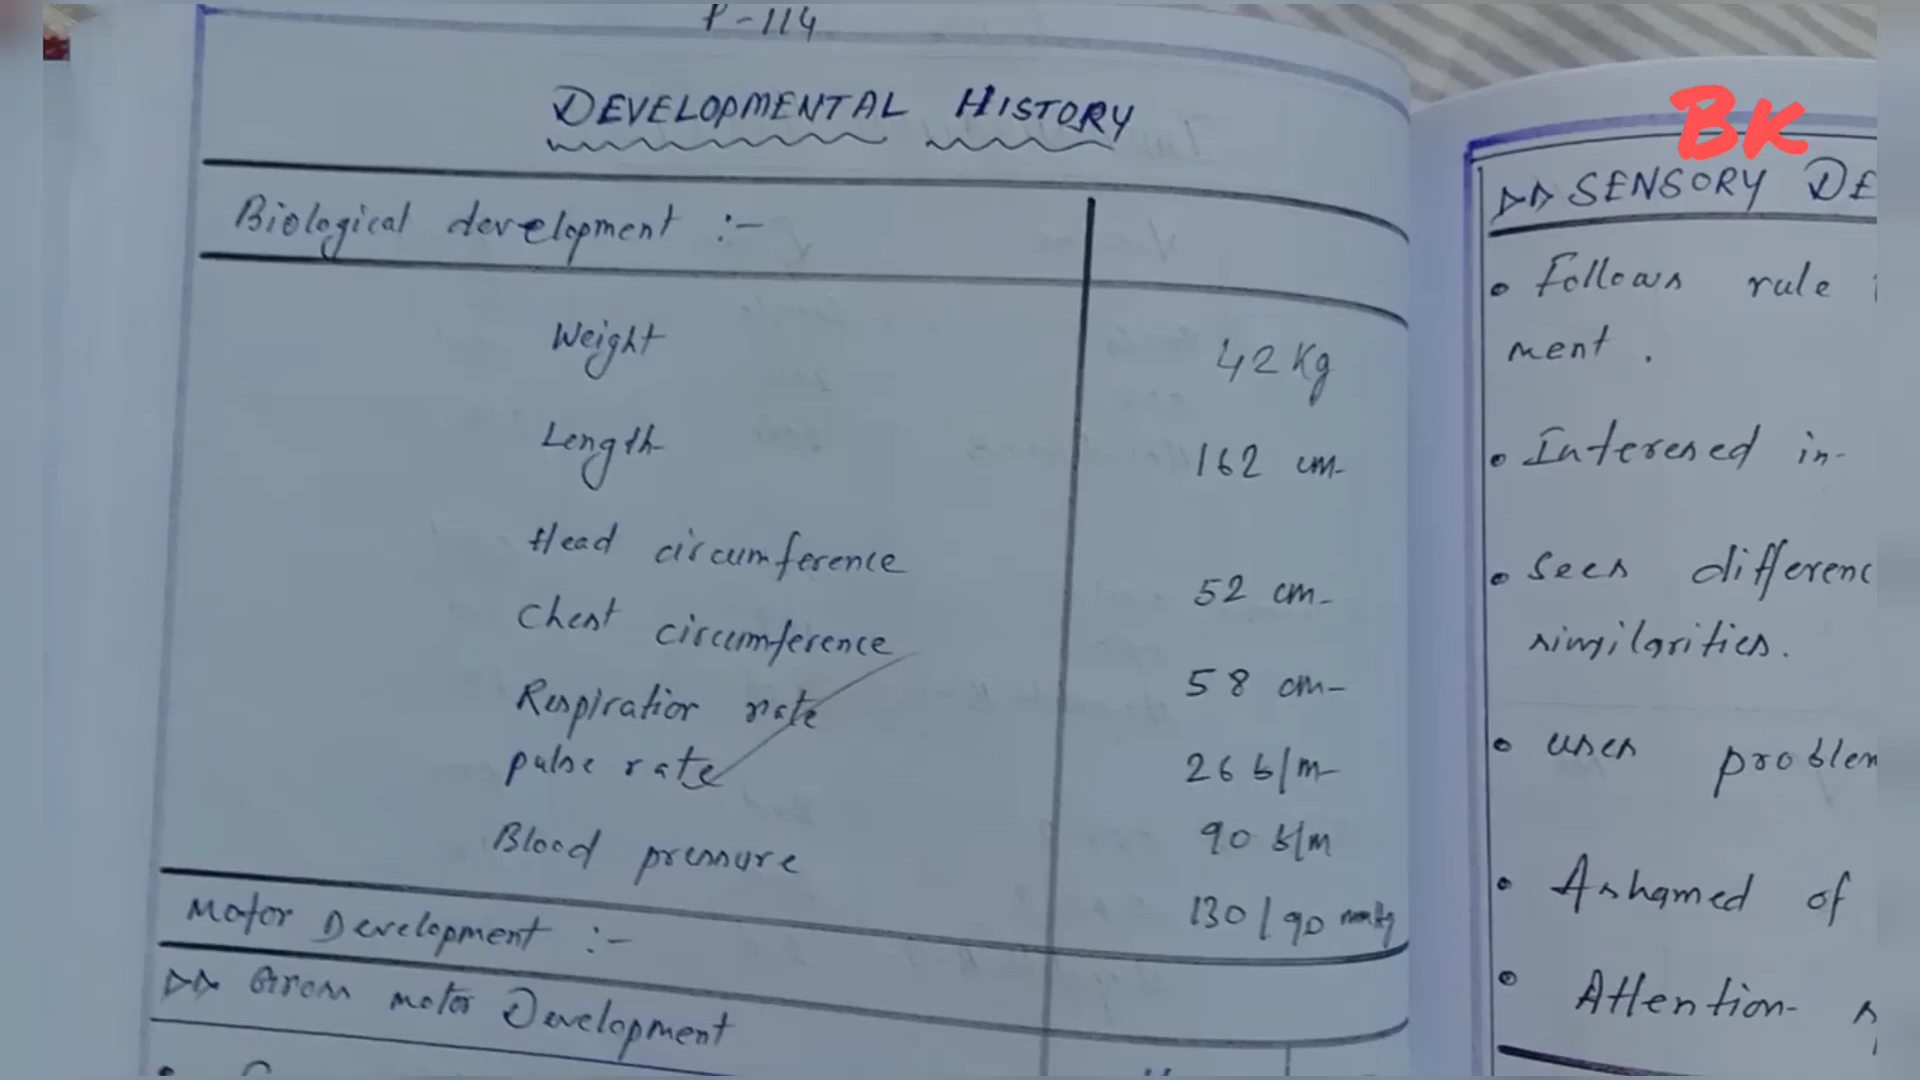 P-114
DEVELOPMENTAL HISTORY
Biological development :-
Weight 42 Kg
Length 162 cm
Head circumference 52 cm
Chest circumference 58 cm
Respiration rate 26 b/m
pulse rate 90 b/m
Blood pressure 130/90 mmHg
Motor Development :-
▷▷ Gross motor Development
BK
▷▷ SENSORY DE
• Follows rule
ment .
• Interesed in
• Sees differenc
similarities.
• uses problem
• Ashamed of
• Attention- s